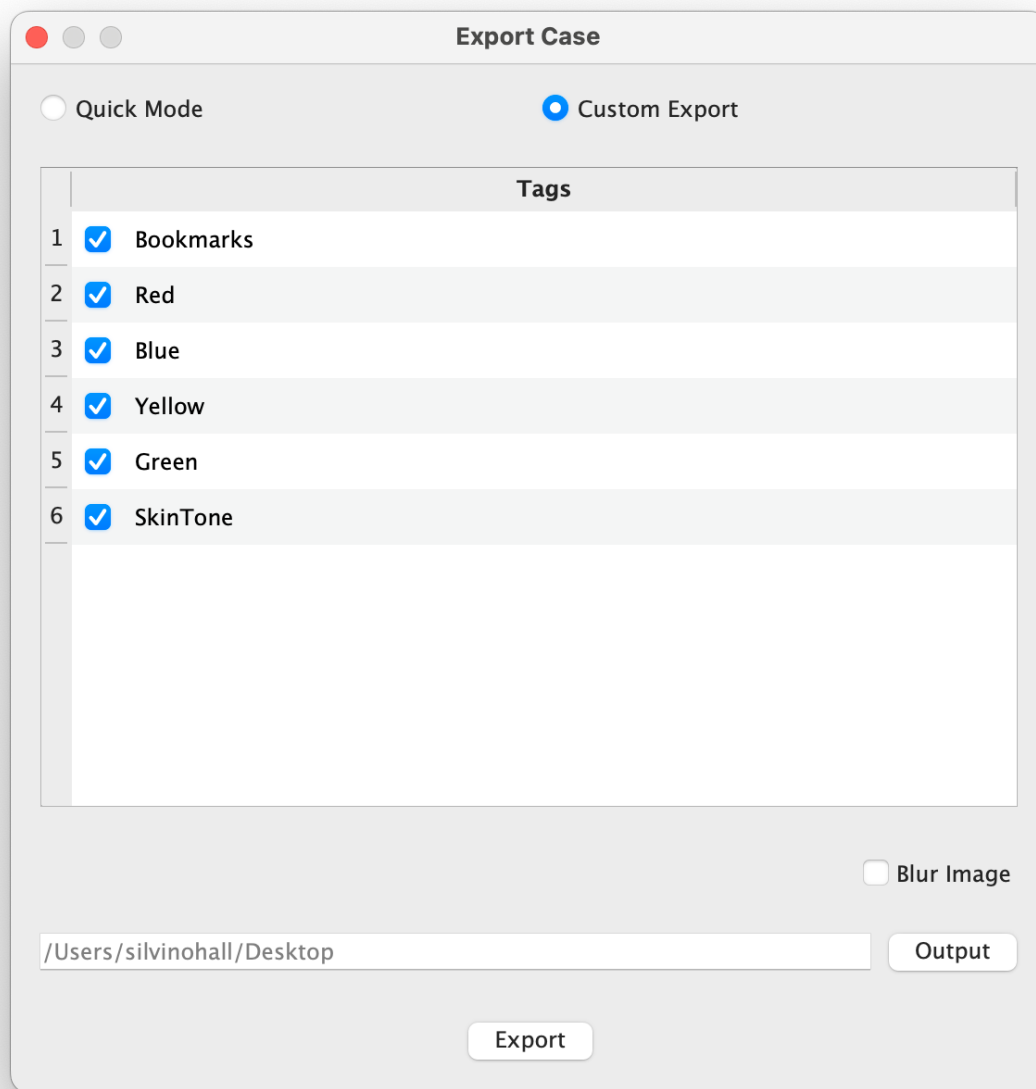 Export Case
Quick Mode Custom Export
Tags
1 Bookmarks
2 Red
3 Blue
4 Yellow
5 Green
6 SkinTone
Blur Image
/Users/silvinohall/Desktop Output
Export